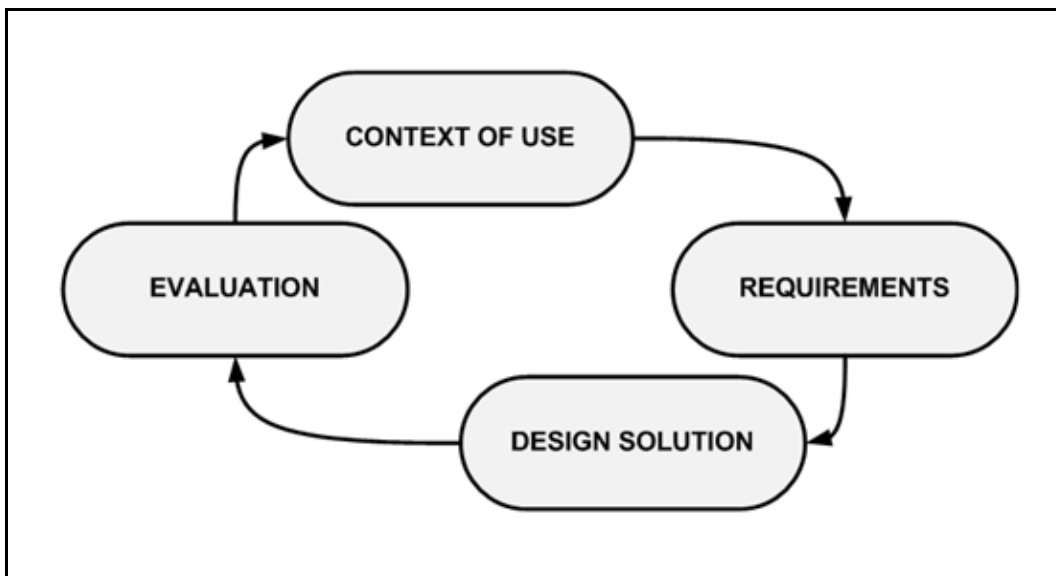 CONTEXT OF USE
EVALUATION
REQUIREMENTS
DESIGN SOLUTION